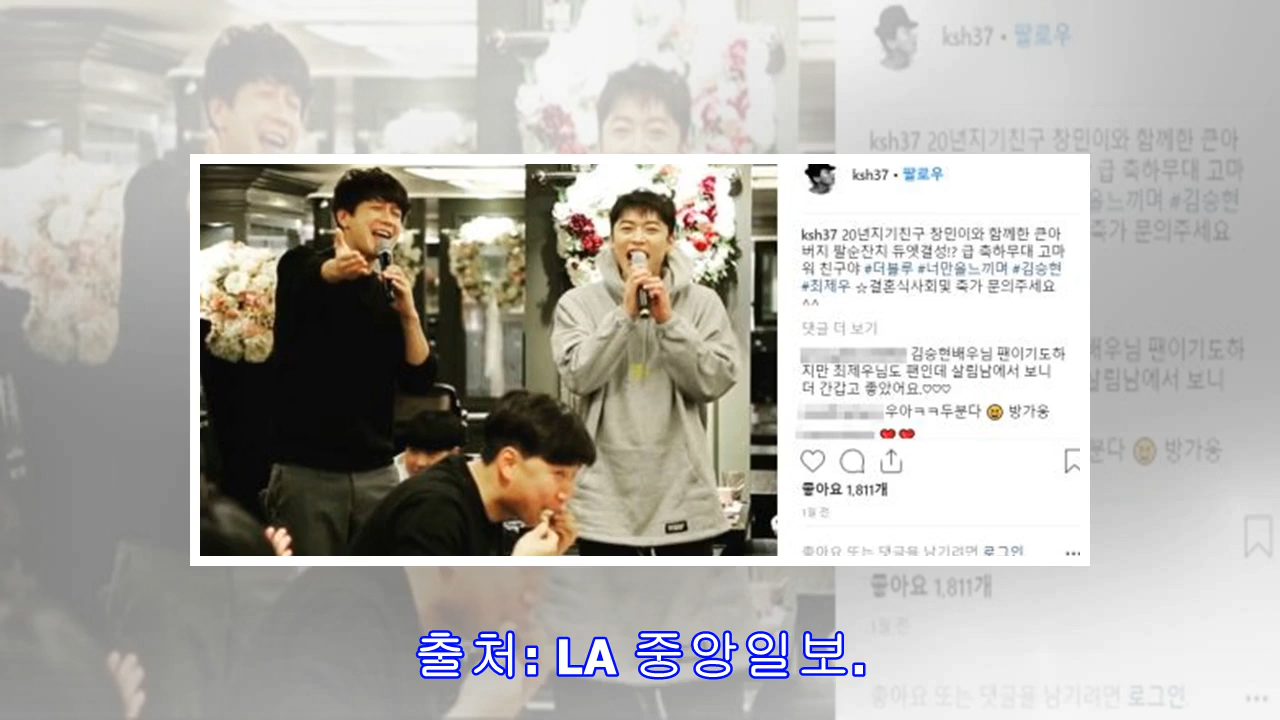 ksh37 • 팔로우
ksh37 20년지기친구 창민이와 함께한 큰아
버지 팔순잔치 듀엣결성!? 급 축하무대 고마
워 친구야 #더블루 #너만을느끼며 #김승현
#최제우 ☆결혼식사회및 축가 문의주세요
^^
댓글 더 보기
김승현배우님 팬이기도하
지만 최제우님도 팬인데 살림남에서 보니
더 간갑고 좋았어요.♡♡♡
우아ㅋㅋ두분다 😀 방가웅
❤️❤️
좋아요 1,811개
1일 전
좋아요 또는 댓글을 남기려면 로그인
출처: LA 중앙일보.